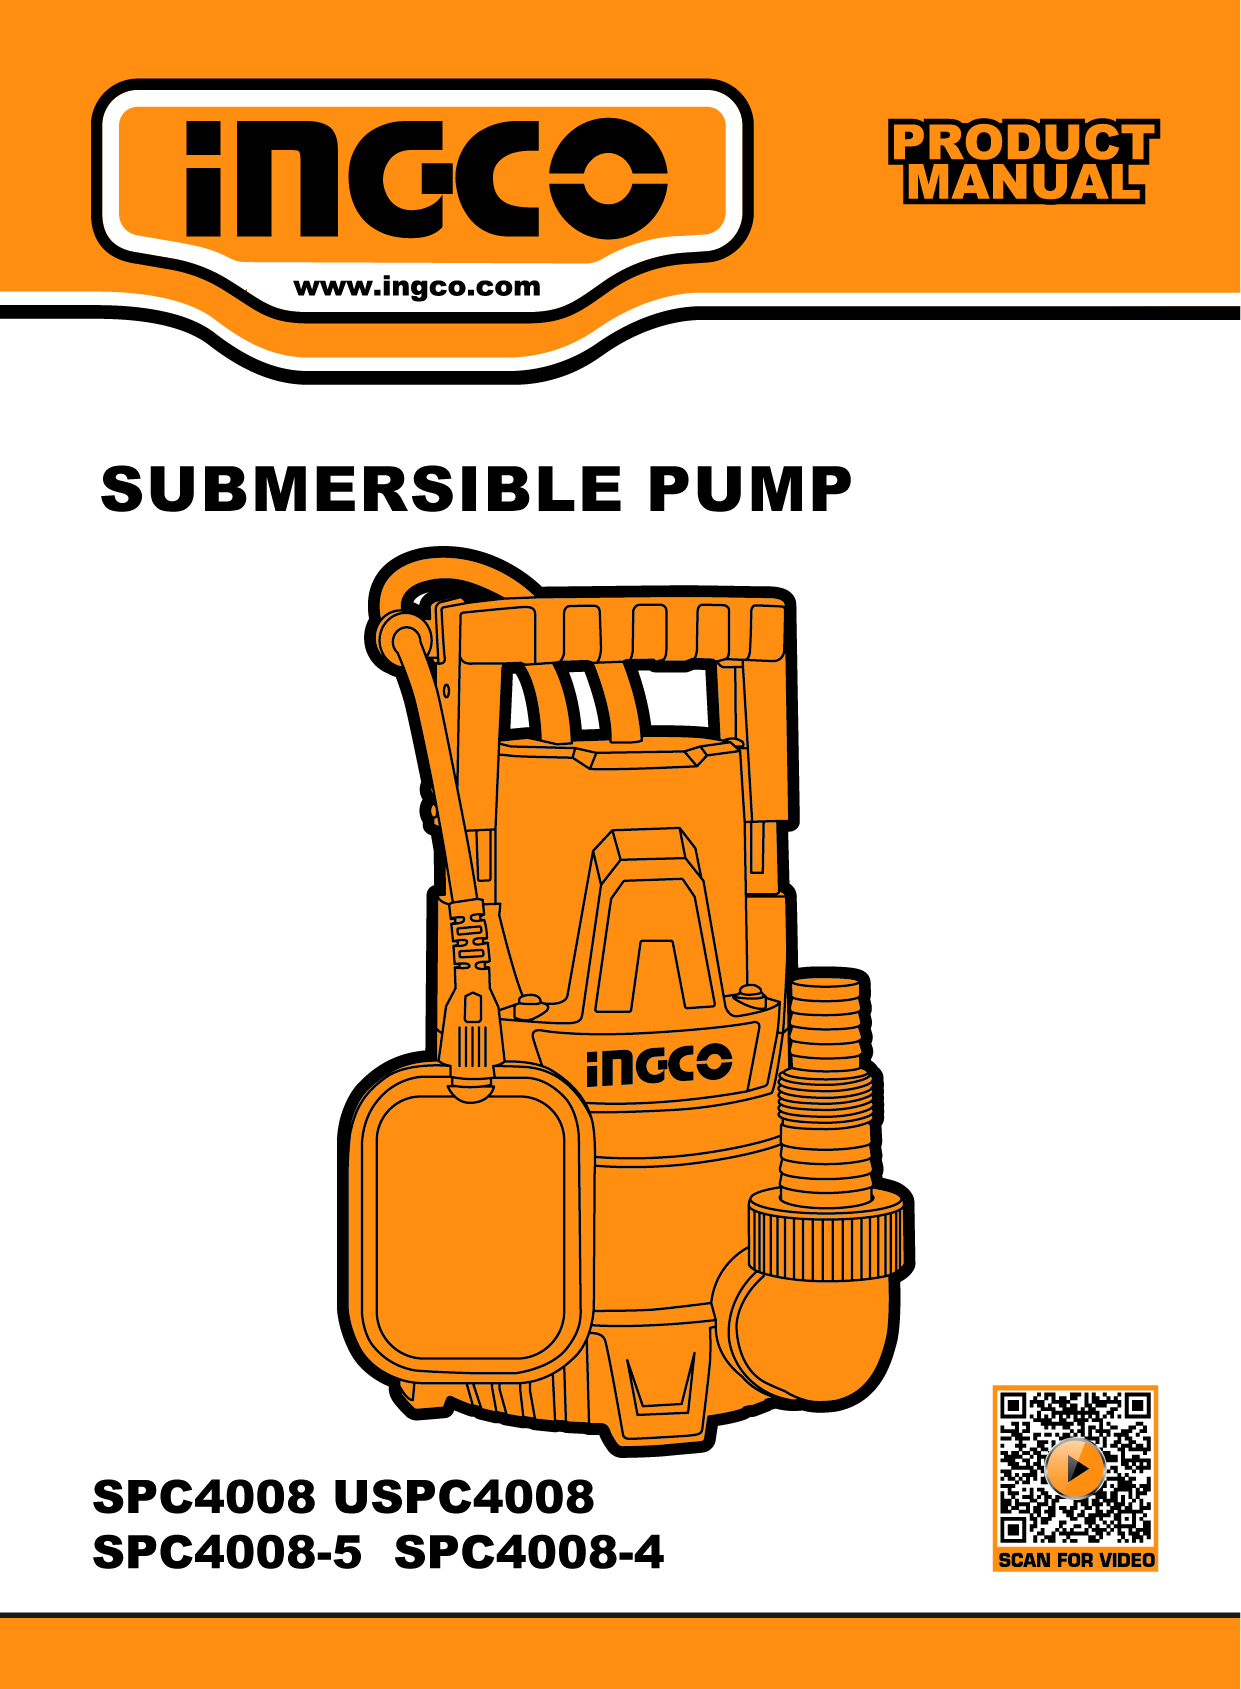 INGCO
www.ingco.com
PRODUCT
MANUAL
SUBMERSIBLE PUMP
INGCO
SPC4008 USPC4008
SPC4008-5 SPC4008-4
SCAN FOR VIDEO